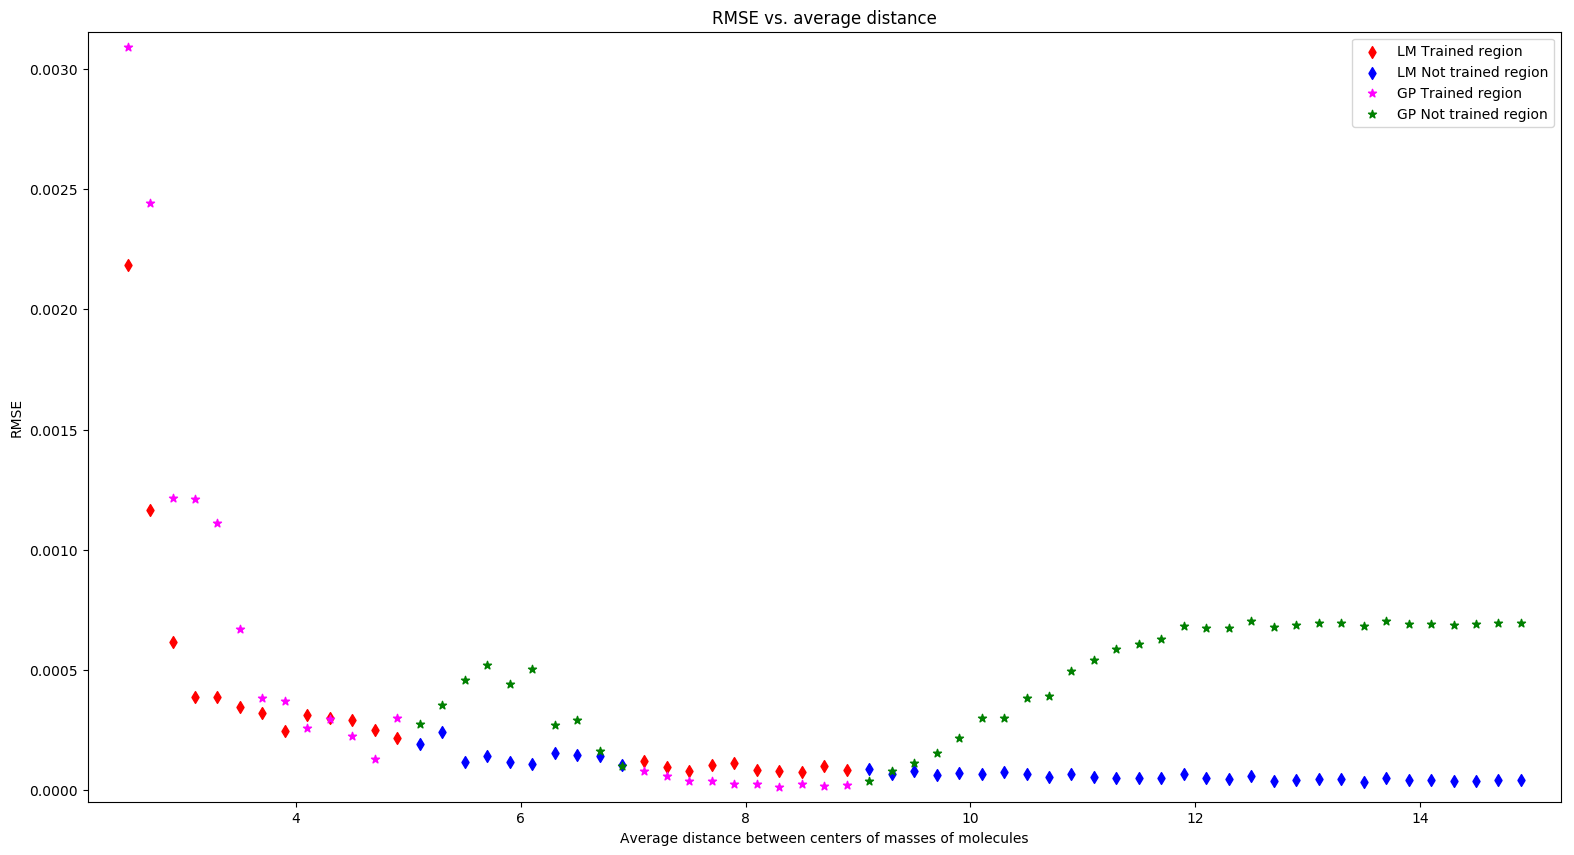 RMSE vs. average distance
LM Trained region
LM Not trained region
GP Trained region
GP Not trained region
0.0030
0.0025
0.0020
0.0015
0.0010
0.0005
0.0000
RMSE
4
6
8
10
12
14
Average distance between centers of masses of molecules